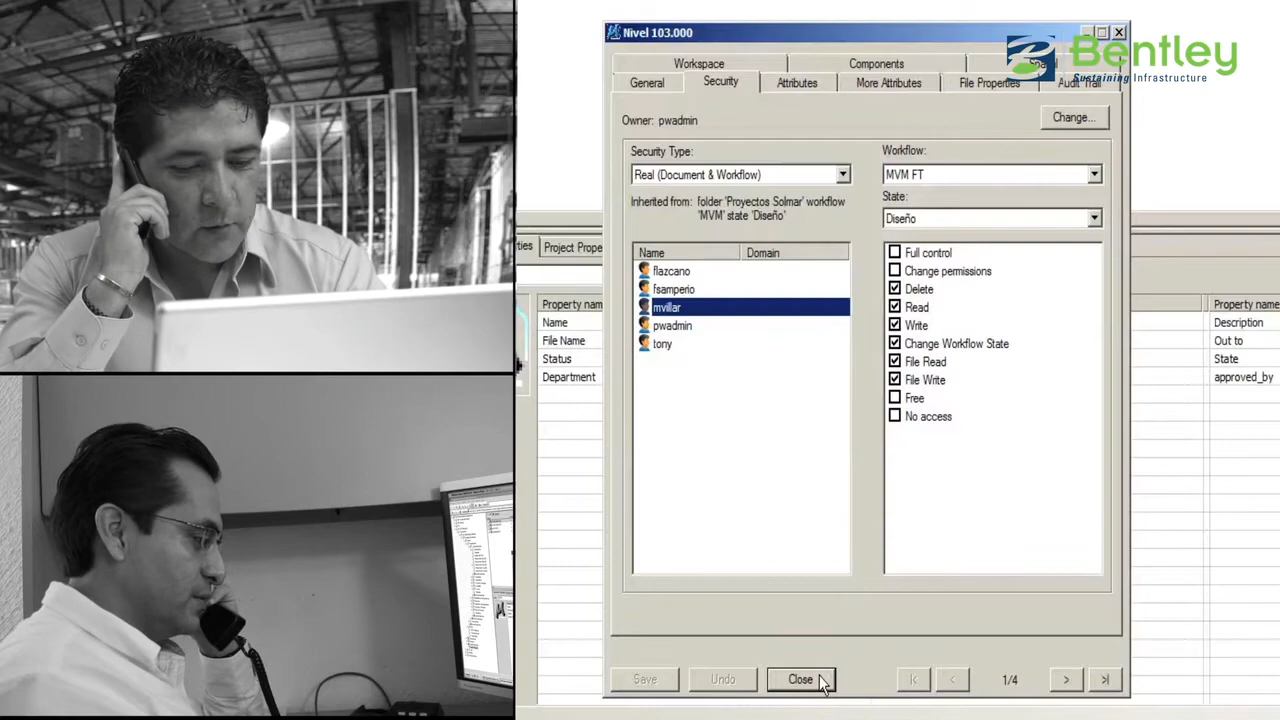 Nivel 103.000
Bentley
Sustaining Infrastructure
Workspace
Components
General
Security
Attributes
More Attributes
File Properties
Audit Trail
Owner: pwadmin
Change...
Security Type:
Real (Document & Workflow)
Inherited from: folder 'Proyectos Solmar' workflow
'MVM' state 'Diseño'
Workflow:
MVM FT
State:
Diseño
Name Domain
flazcano
fsamperio
mvillar
pwadmin
tony
Full control
Change permissions
Delete
Read
Write
Change Workflow State
File Read
File Write
Free
No access
Project Prope
Property name
Name
File Name
Status
Department
Property name
Description
Out to
State
approved_by
Save
Undo
Close
|<
<
1/4
>
>|